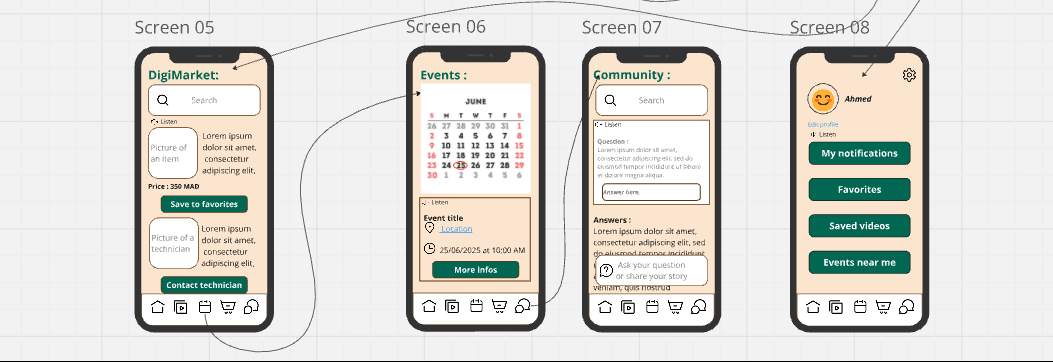 Screen 05
DigiMarket:
Search
Listen
Picture of
an item
Lorem ipsum
dolor sit amet,
consectetur
adipiscing elit,
Price : 350 MAD
Save to favorites
Picture of a
technician
Lorem ipsum
dolor sit amet,
consectetur
adipiscing elit,
Contact technician
Screen 06
Events :
JUNE
S M T W T F S
26 27 28 29 30 31 1
2 3 4 5 6 7 8
9 10 11 12 13 14 15
16 17 18 19 20 21 22
23 24 25 26 27 28 29
30 1 2 3 4 5 6
Listen
Event title
Location
25/06/2025 at 10:00 AM
More infos
Screen 07
Community :
Search
Listen
Question :
Lorem ipsum dolor sit amet,
consectetur adipiscing elit, sed do
eiusmod tempor incididunt ut labore
et dolore magna aliqua.
Answer here.
Answers :
Lorem ipsum dolor sit amet,
consectetur adipiscing elit, sed
do eiusmod tempor incididunt
Ask your question
or share your story
veniam, quis nostrud
Screen 08
Ahmed
Edit profile
Listen
My notifications
Favorites
Saved videos
Events near me